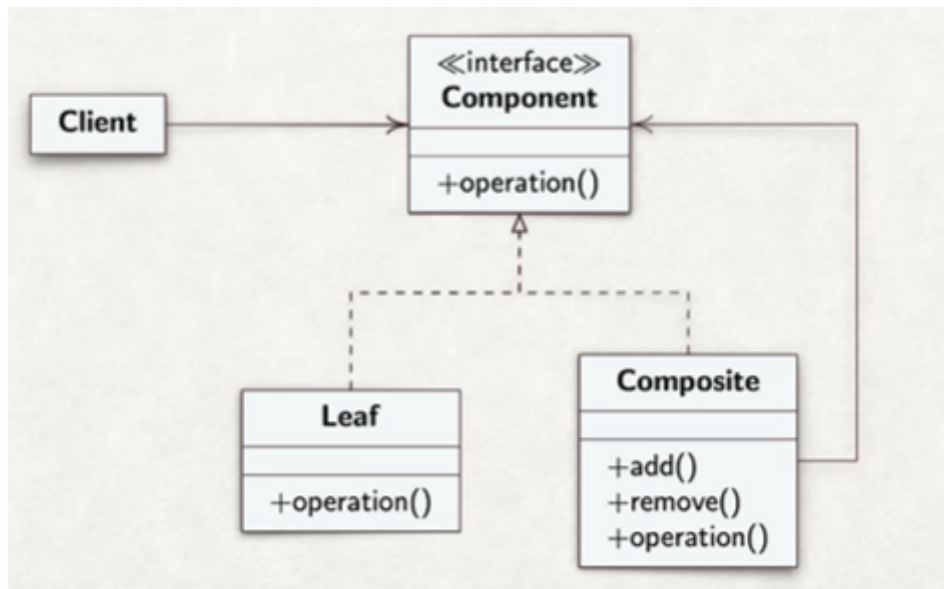 ≪interface≫
Component
Client
+operation()
Leaf
+operation()
Composite
+add()
+remove()
+operation()